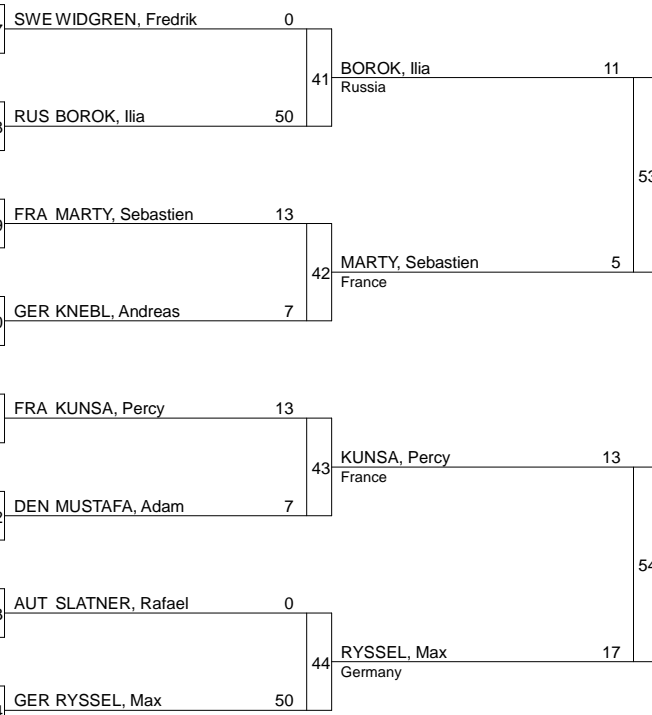 SWE WIDGREN, Fredrik 0
41 BOROK, Ilia 11
Russia
RUS BOROK, Ilia 50
53
FRA MARTY, Sebastien 13
42 MARTY, Sebastien 5
France
GER KNEBL, Andreas 7
FRA KUNSA, Percy 13
43 KUNSA, Percy 13
France
DEN MUSTAFA, Adam 7
54
AUT SLATNER, Rafael 0
44 RYSSEL, Max 17
Germany
GER RYSSEL, Max 50